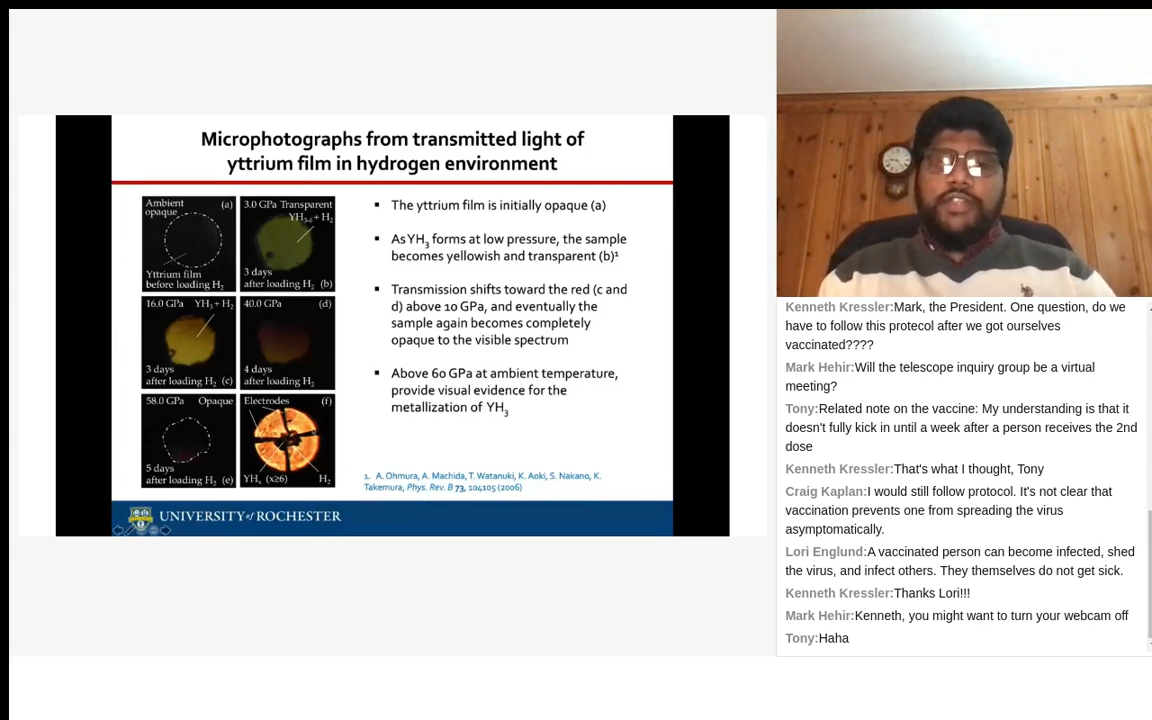 Microphotographs from transmitted light of
yttrium film in hydrogen environment
Ambient (a)
opaque
Yttrium film
before loading H2
3.0 GPa Transparent
YH3-δ + H2
3 days
after loading H2 (b)
16.0 GPa YH3 + H2
3 days
after loading H2 (c)
40.0 GPa (d)
4 days
after loading H2
58.0 GPa Opaque
5 days
after loading H2 (e)
Electrodes (f)
YHx (x≥6) H2
▪ The yttrium film is initially opaque (a)
▪ As YH3 forms at low pressure, the sample
becomes yellowish and transparent (b)¹
▪ Transmission shifts toward the red (c and
d) above 10 GPa, and eventually the
sample again becomes completely
opaque to the visible spectrum
▪ Above 60 GPa at ambient temperature,
provide visual evidence for the
metallization of YH3
1. A. Ohmura, A. Machida, T. Watanuki, K. Aoki, S. Nakano, K.
Takemura, Phys. Rev. B 73, 104105 (2006)
UNIVERSITY of ROCHESTER
Kenneth Kressler:Mark, the President. One question, do we
have to follow this protecol after we got ourselves
vaccinated????
Mark Hehir:Will the telescope inquiry group be a virtual
meeting?
Tony:Related note on the vaccine: My understanding is that it
doesn't fully kick in until a week after a person receives the 2nd
dose
Kenneth Kressler:That's what I thought, Tony
Craig Kaplan:I would still follow protocol. It's not clear that
vaccination prevents one from spreading the virus
asymptomatically.
Lori Englund:A vaccinated person can become infected, shed
the virus, and infect others. They themselves do not get sick.
Kenneth Kressler:Thanks Lori!!!
Mark Hehir:Kenneth, you might want to turn your webcam off
Tony:Haha